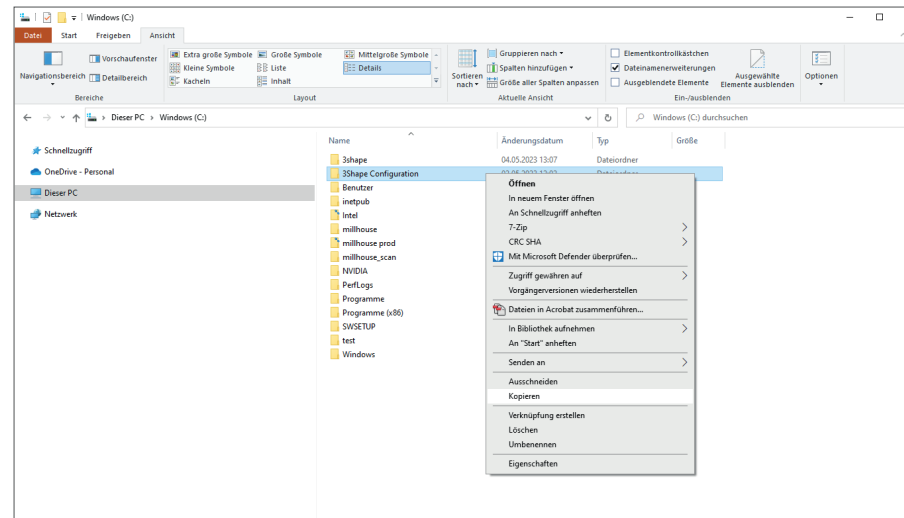 Windows (C:)
Datei Start Freigeben Ansicht
Navigationsbereich
Vorschaufenster
Detailbereich
Extra große Symbole Große Symbole Mittelgroße Symbole
Kleine Symbole Liste Details
Kacheln Inhalt
Sortieren nach
Gruppieren nach
Spalten hinzufügen
Größe aller Spalten anpassen
Elementkontrollkästchen
Dateinamenerweiterungen
Ausgeblendete Elemente
Ausgewählte
Elemente ausblenden
Optionen
Bereiche Layout Aktuelle Ansicht Ein-/ausblenden
Dieser PC › Windows (C:)
Windows (C:) durchsuchen
Schnellzugriff
OneDrive - Personal
Dieser PC
Netzwerk
Name Änderungsdatum Typ Größe
3shape 04.05.2023 13:07 Dateiordner
3Shape Configuration
Benutzer
inetpub
Intel
millhouse
millhouse prod
millhouse_scan
NVIDIA
PerfLogs
Programme
Programme (x86)
SWSETUP
test
Windows
Öffnen
In neuem Fenster öffnen
An Schnellzugriff anheften
7-Zip
CRC SHA
Mit Microsoft Defender überprüfen...
Zugriff gewähren auf
Vorgängerversionen wiederherstellen
Dateien in Acrobat zusammenführen...
In Bibliothek aufnehmen
An "Start" anheften
Senden an
Ausschneiden
Kopieren
Verknüpfung erstellen
Löschen
Umbenennen
Eigenschaften